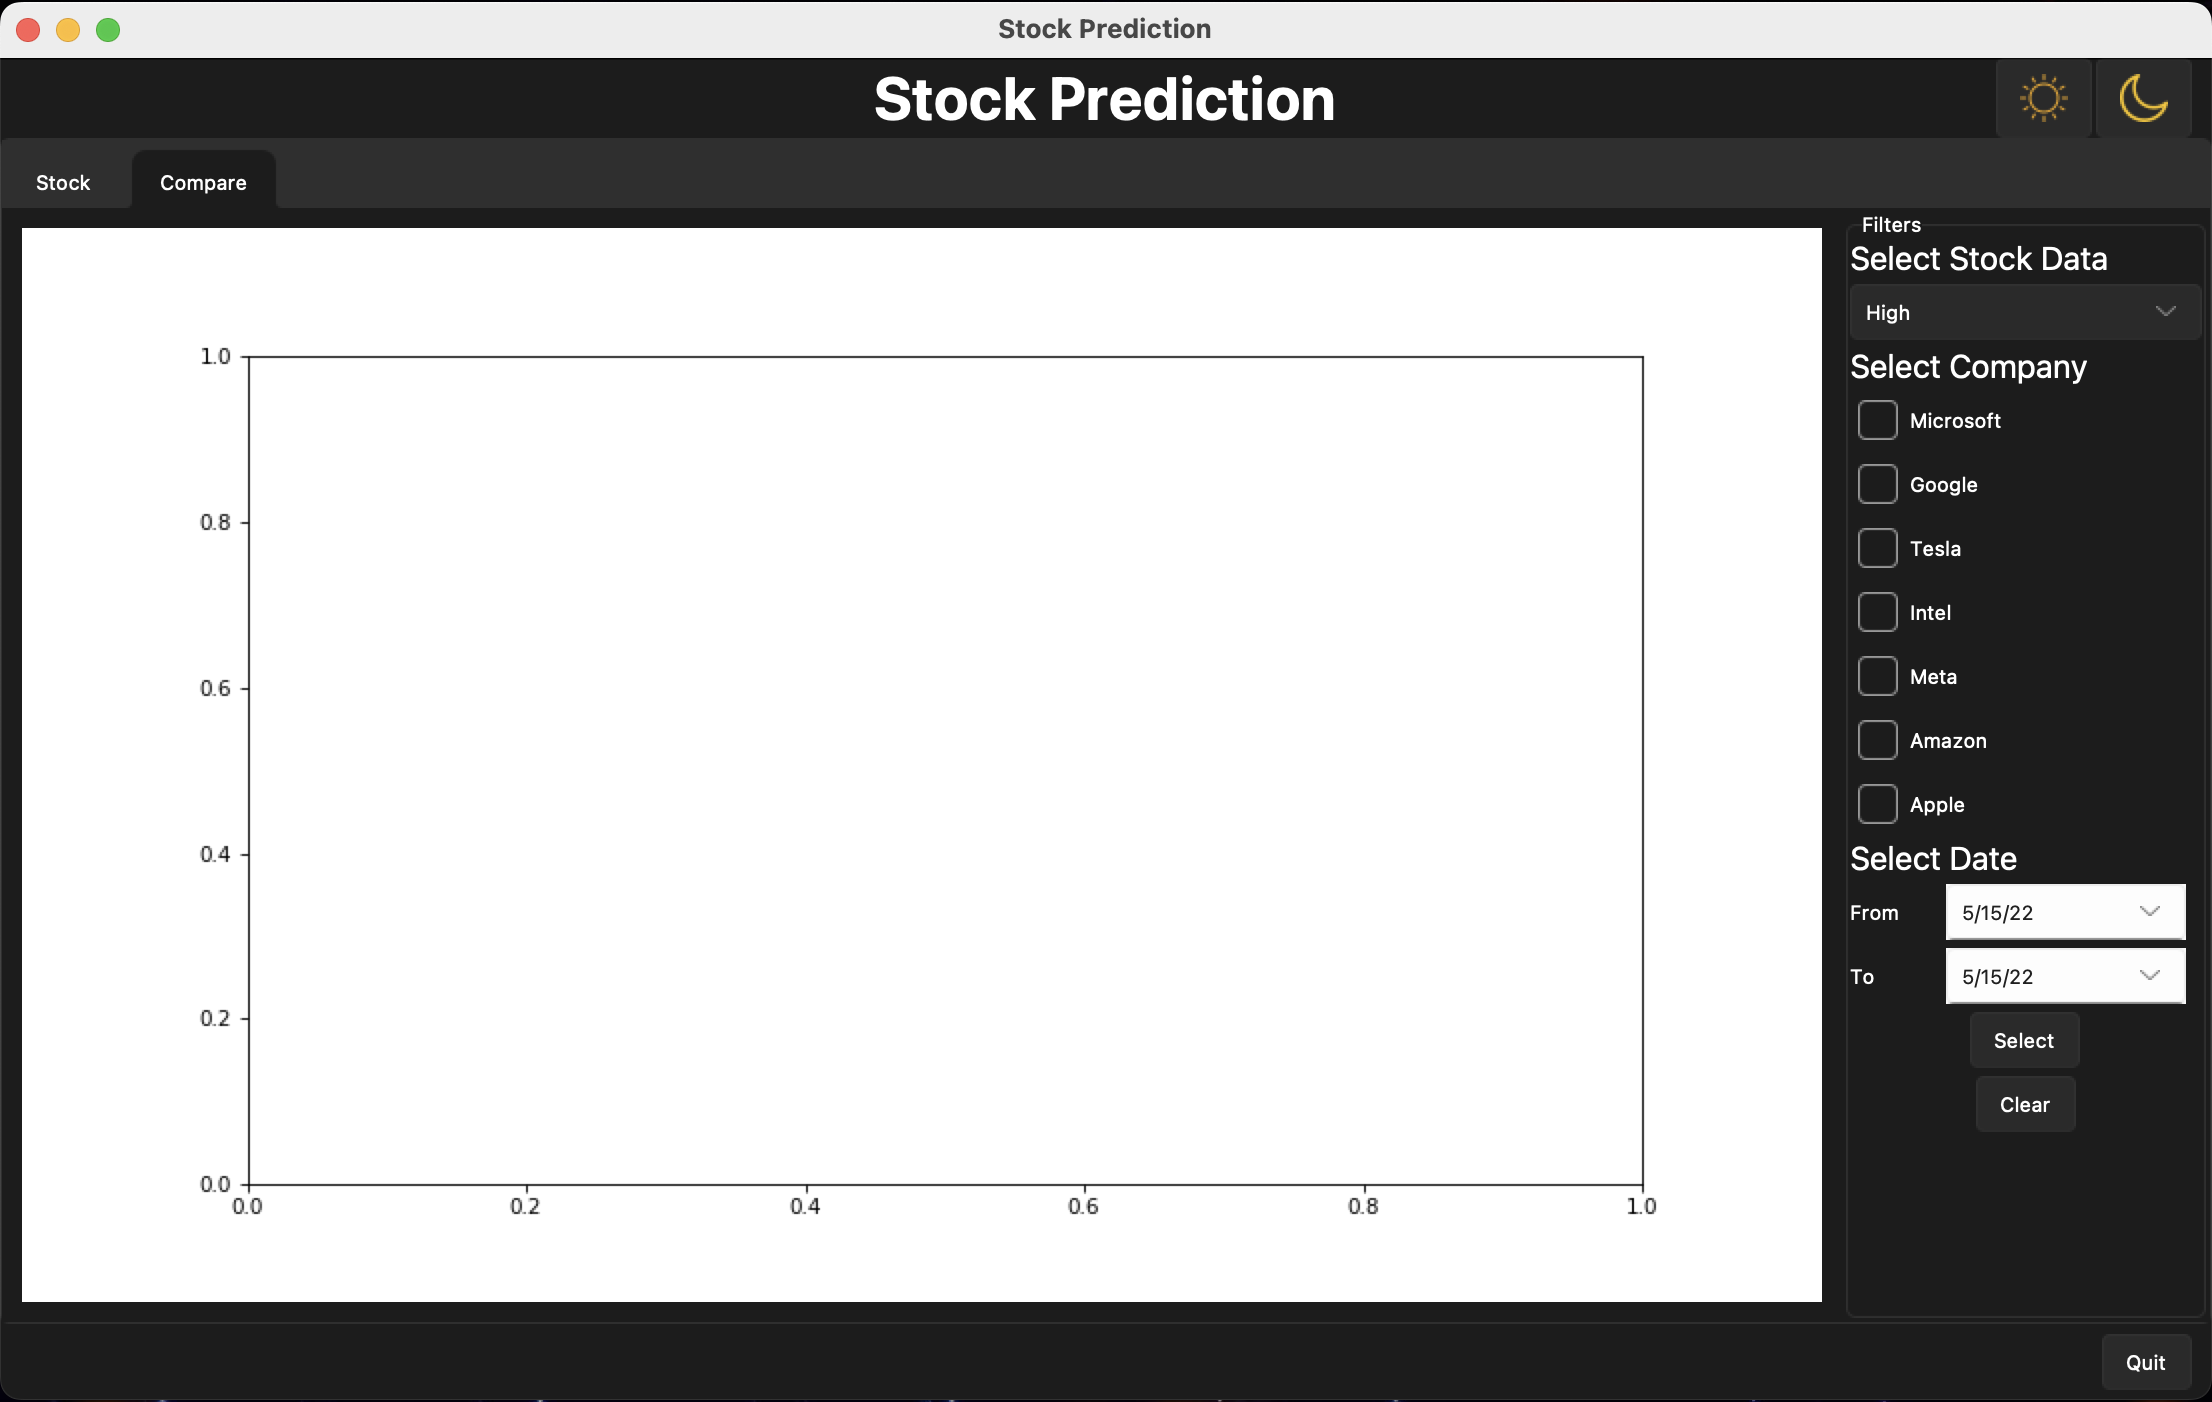 Stock Prediction
Stock Prediction
Stock
Compare
1.0
0.8
0.6
0.4
0.2
0.0
0.0 0.2 0.4 0.6 0.8 1.0
Filters
Select Stock Data
High
Select Company
Microsoft
Google
Tesla
Intel
Meta
Amazon
Apple
Select Date
From 5/15/22
To 5/15/22
Select
Clear
Quit